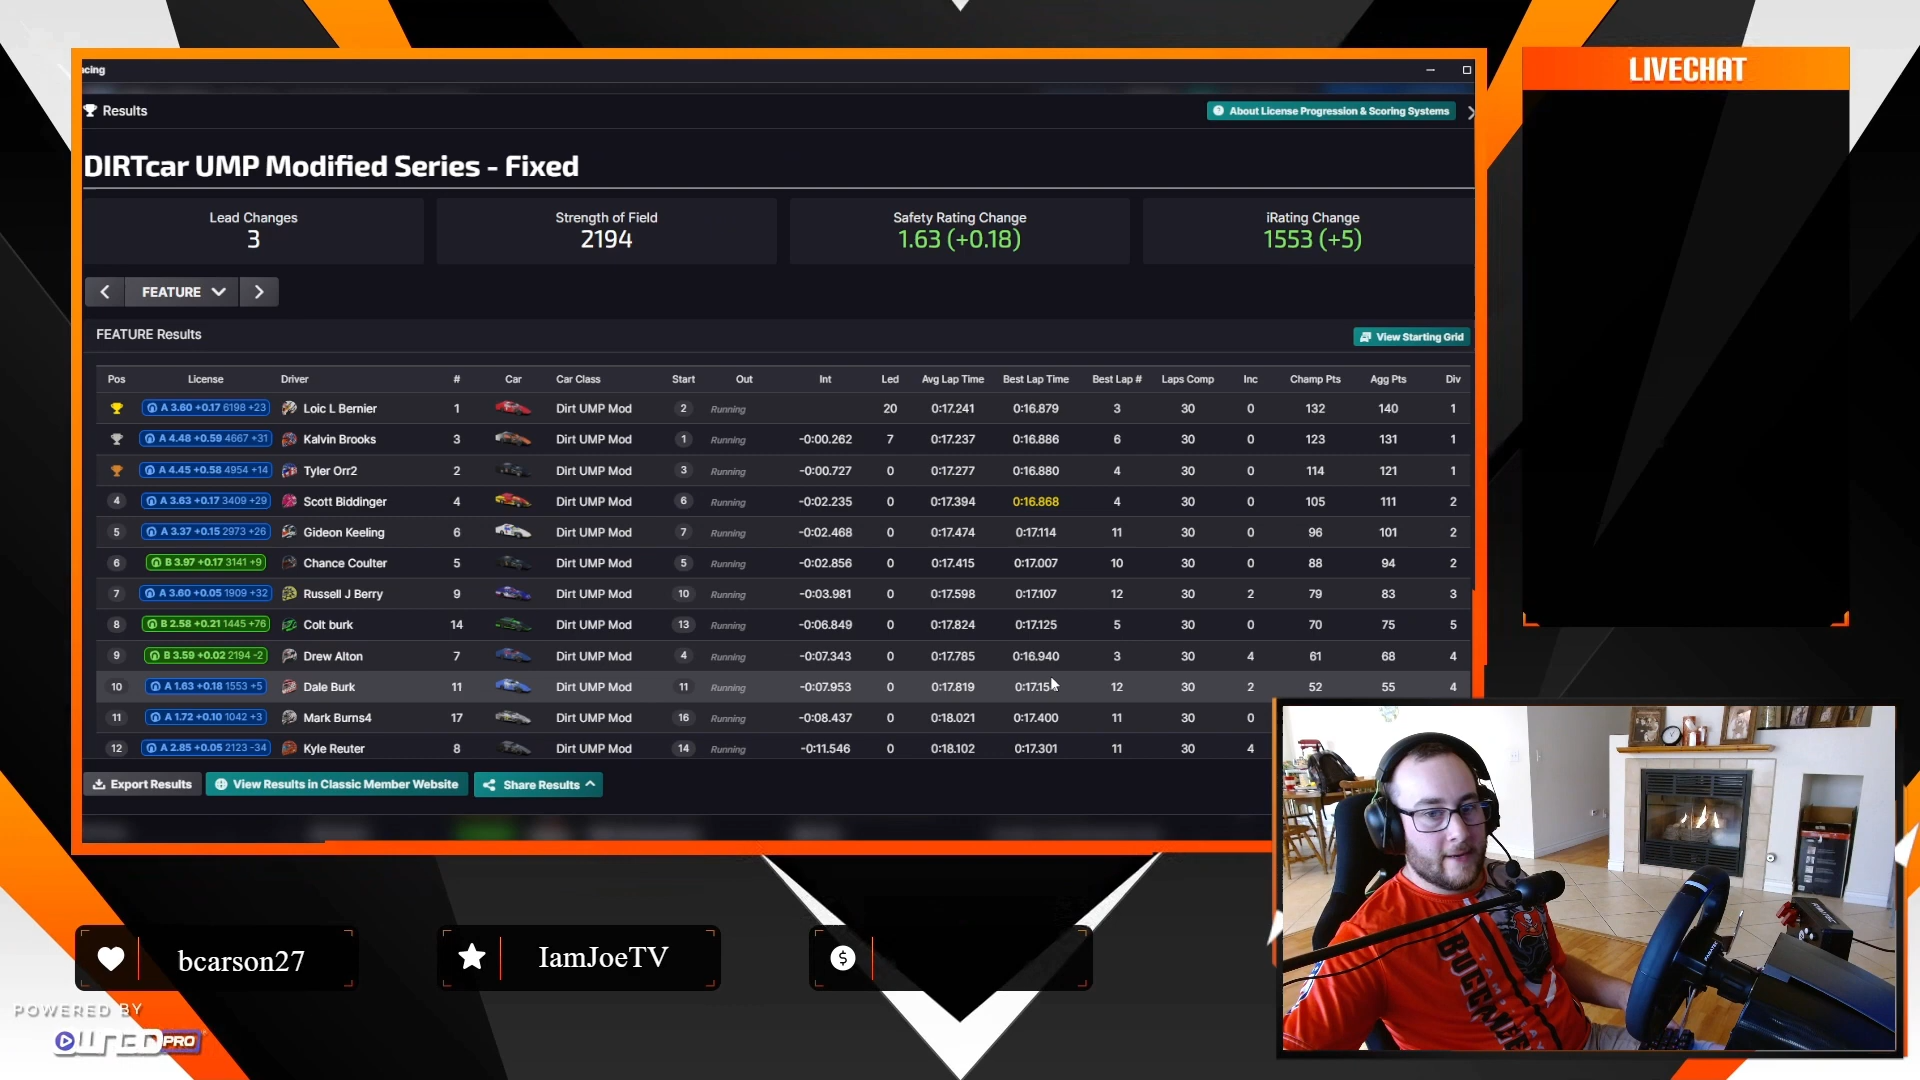 cing
LIVECHAT
Results
About License Progression & Scoring Systems
DIRTcar UMP Modified Series - Fixed
Lead Changes
3
Strength of Field
2194
Safety Rating Change
1.63 (+0.18)
iRating Change
1553 (+5)
FEATURE
FEATURE Results
View Starting Grid
Pos License Driver # Car Car Class Start Out Int Led Avg Lap Time Best Lap Time Best Lap # Laps Comp Inc Champ Pts Agg Pts Div
A 3.60 +0.17 6198 +23 Loic L Bernier 1 Dirt UMP Mod 2 Running 20 0:17.241 0:16.879 3 30 0 132 140 1
A 4.48 +0.59 4667 +31 Kalvin Brooks 3 Dirt UMP Mod 1 Running -0:00.262 7 0:17.237 0:16.886 6 30 0 123 131 1
A 4.45 +0.58 4954 +14 Tyler Orr2 2 Dirt UMP Mod 3 Running -0:00.727 0 0:17.277 0:16.880 4 30 0 114 121 1
4 A 3.63 +0.17 3409 +29 Scott Biddinger 4 Dirt UMP Mod 6 Running -0:02.235 0 0:17.394 0:16.868 4 30 0 105 111 2
5 A 3.37 +0.15 2973 +26 Gideon Keeling 6 Dirt UMP Mod 7 Running -0:02.468 0 0:17.474 0:17.114 11 30 0 96 101 2
6 B 3.97 +0.17 3141 +9 Chance Coulter 5 Dirt UMP Mod 5 Running -0:02.856 0 0:17.415 0:17.007 10 30 0 88 94 2
7 A 3.60 +0.05 1909 +32 Russell J Berry 9 Dirt UMP Mod 10 Running -0:03.981 0 0:17.598 0:17.107 12 30 2 79 83 3
8 B 2.58 +0.21 1445 +76 Colt burk 14 Dirt UMP Mod 13 Running -0:06.849 0 0:17.824 0:17.125 5 30 0 70 75 5
9 B 3.59 +0.02 2194 -2 Drew Alton 7 Dirt UMP Mod 4 Running -0:07.343 0 0:17.785 0:16.940 3 30 4 61 68 4
10 A 1.63 +0.18 1553 +5 Dale Burk 11 Dirt UMP Mod 11 Running -0:07.953 0 0:17.819 0:17.15 12 30 2 52 55 4
11 A 1.72 +0.10 1042 +3 Mark Burns4 17 Dirt UMP Mod 16 Running -0:08.437 0 0:18.021 0:17.400 11 30 0
12 A 2.85 +0.05 2123 -34 Kyle Reuter 8 Dirt UMP Mod 14 Running -0:11.546 0 0:18.102 0:17.301 11 30 4
Export Results
View Results in Classic Member Website
Share Results
bcarson27
IamJoeTV
POWERED BY
OWN3D PRO